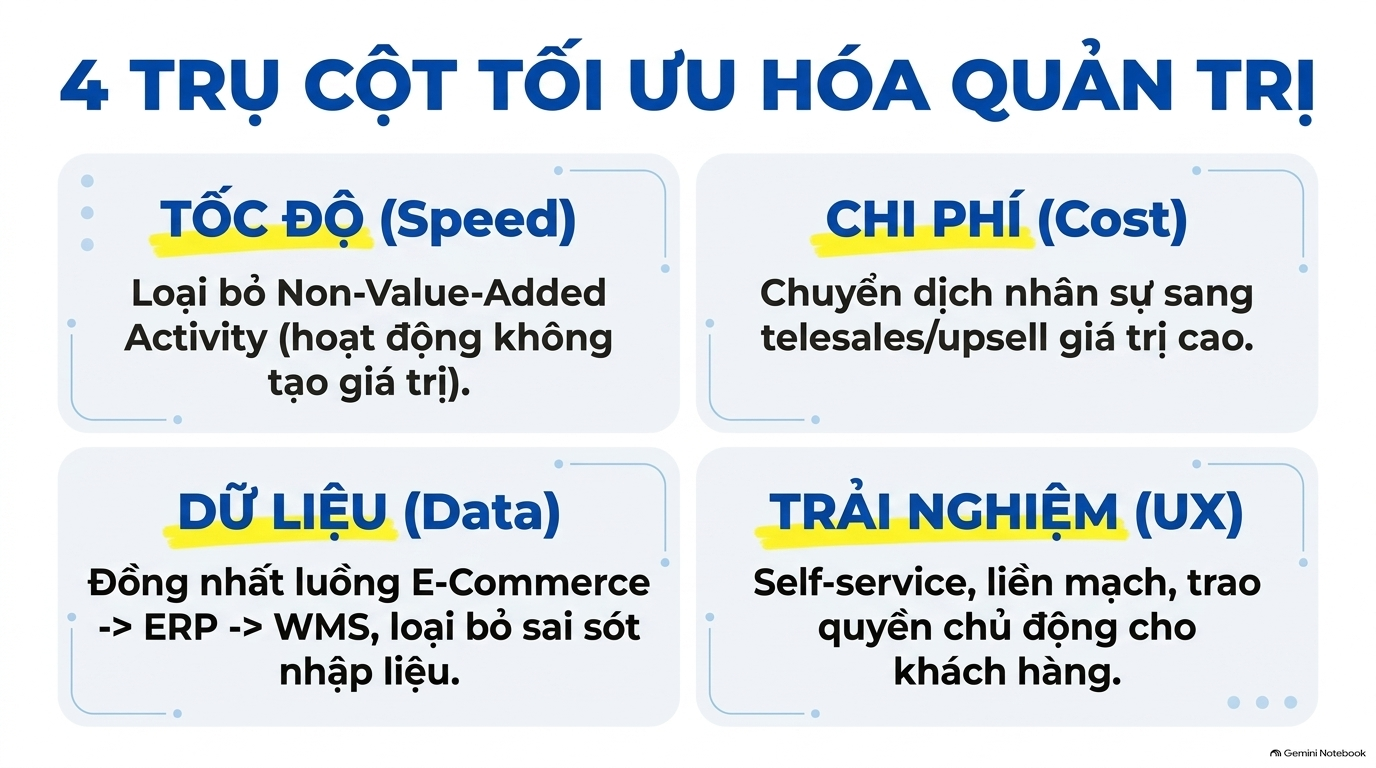 4 TRỤ CỘT TỐI ƯU HÓA QUẢN TRỊ
TỐC ĐỘ (Speed)
Loại bỏ Non-Value-Added
Activity (hoạt động không
tạo giá trị).
CHI PHÍ (Cost)
Chuyển dịch nhân sự sang
telesales/upsell giá trị cao.
DỮ LIỆU (Data)
Đồng nhất luồng E-Commerce
-> ERP -> WMS, loại bỏ sai sót
nhập liệu.
TRẢI NGHIỆM (UX)
Self-service, liền mạch, trao
quyền chủ động cho
khách hàng.
Gemini Notebook